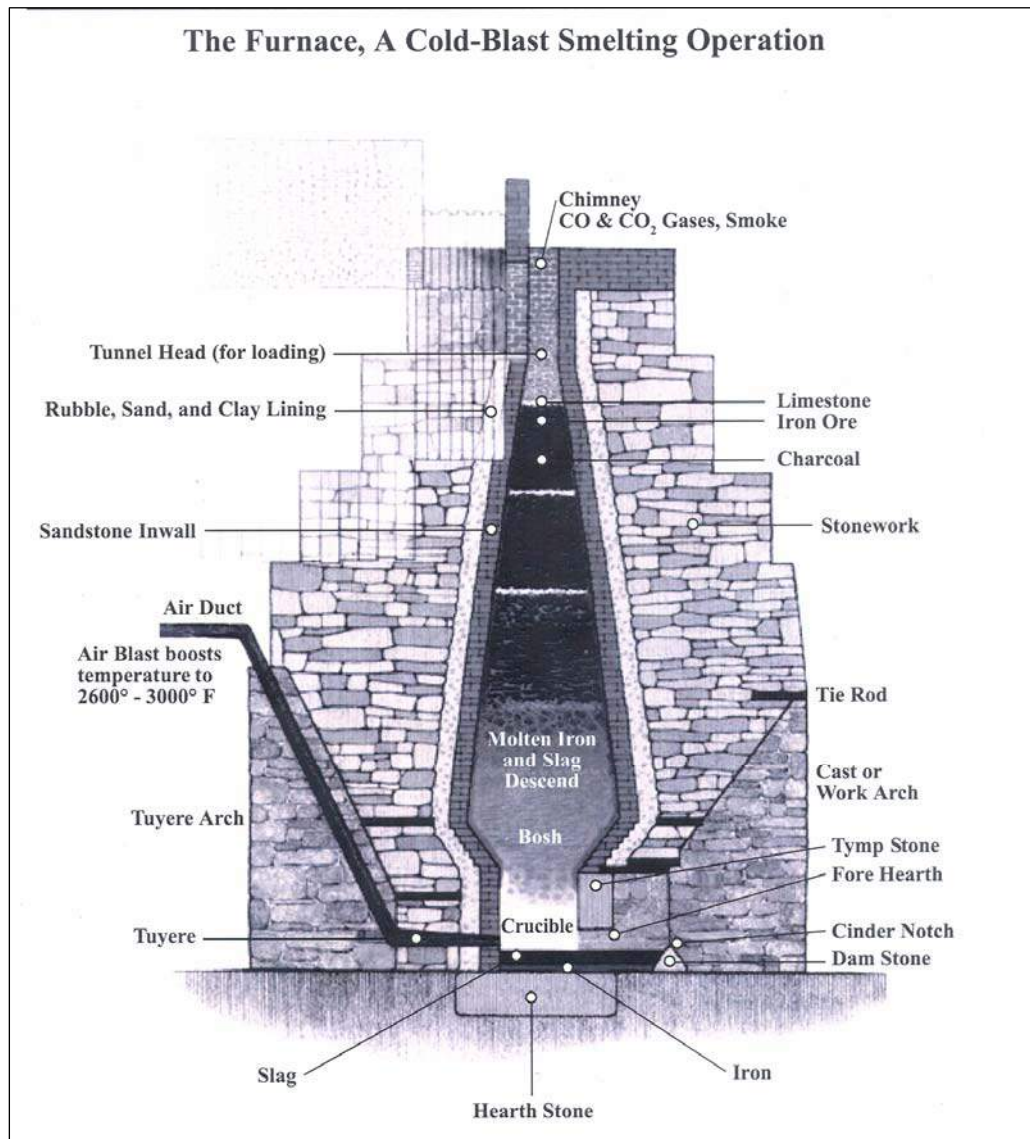 The Furnace, A Cold-Blast Smelting Operation
Chimney
CO & CO₂ Gases, Smoke
Tunnel Head (for loading)
Rubble, Sand, and Clay Lining
Limestone
Iron Ore
Charcoal
Sandstone Inwall
Stonework
Air Duct
Air Blast boosts
temperature to
2600° - 3000° F
Tie Rod
Molten Iron
and Slag
Descend
Cast or
Work Arch
Tuyere Arch
Bosh
Tymp Stone
Fore Hearth
Crucible
Tuyere
Cinder Notch
Dam Stone
Slag
Iron
Hearth Stone